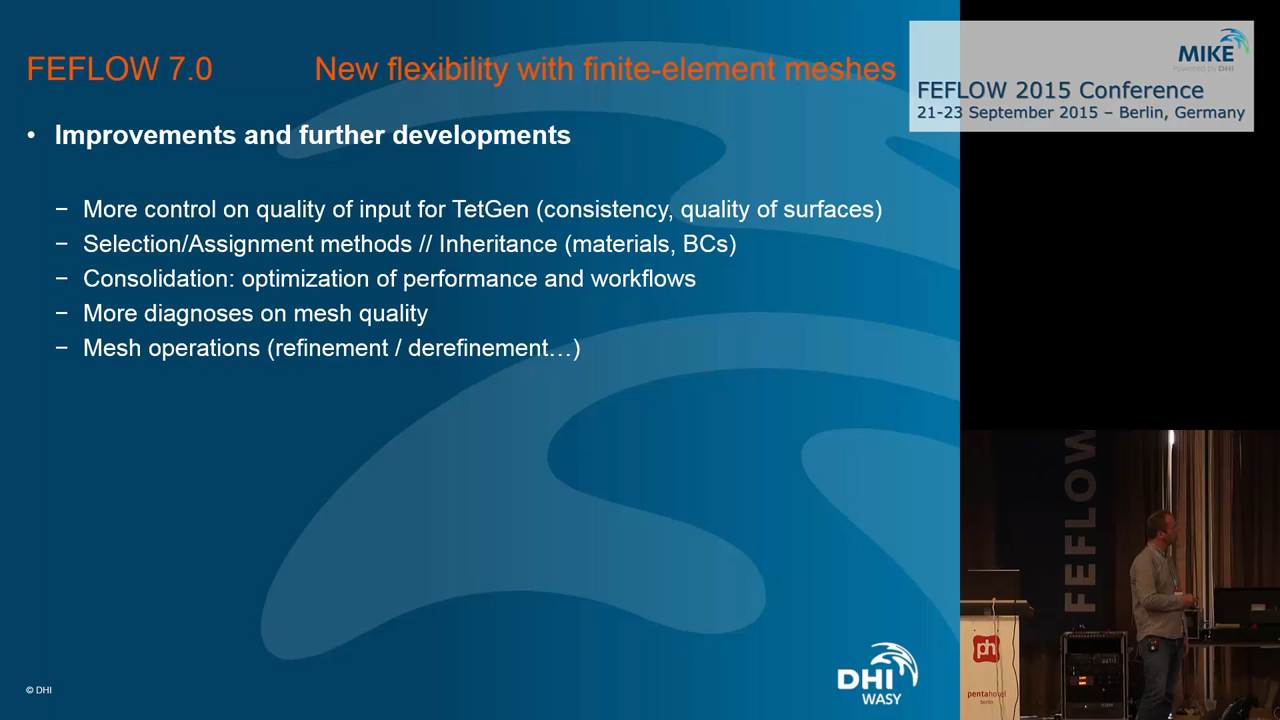 FEFLOW 7.0 New flexibility with finite-element meshes
MIKE
Powered by DHI
FEFLOW 2015 Conference
21-23 September 2015 – Berlin, Germany
• Improvements and further developments
− More control on quality of input for TetGen (consistency, quality of surfaces)
− Selection/Assignment methods // Inheritance (materials, BCs)
− Consolidation: optimization of performance and workflows
− More diagnoses on mesh quality
− Mesh operations (refinement / derefinement…)
FEFLOW
ph
pentahotel
berlin
DHI
WASY
© DHI